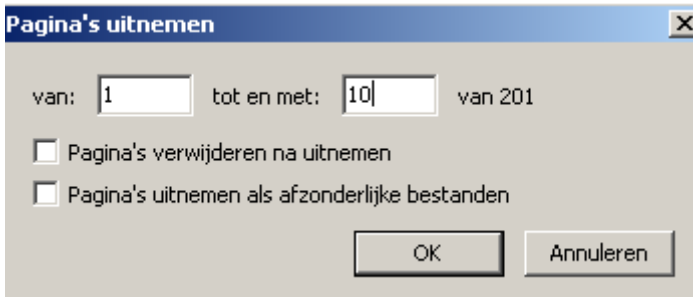 Pagina's uitnemen
van: 1 tot en met: 10 van 201
Pagina's verwijderen na uitnemen
Pagina's uitnemen als afzonderlijke bestanden
OK Annuleren